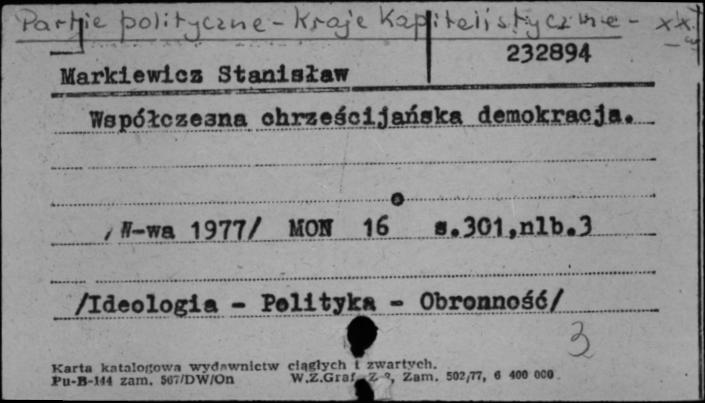 Partie polityczne - Kraje Kapitalistyczne - XX w
232894
Markiewicz Stanisław
Współczesna chrześcijańska demokracja.
/W-wa 1977/ MON 16 s.301,nlb.3
/Ideologia - Polityka - Obronność/
3
Karta katalogowa wydawnictw ciągłych i zwartych.
Pu-B-144 zam. 567/DW/On W.Z.Graf. Z 2, Zam. 502/77, 6 400 000